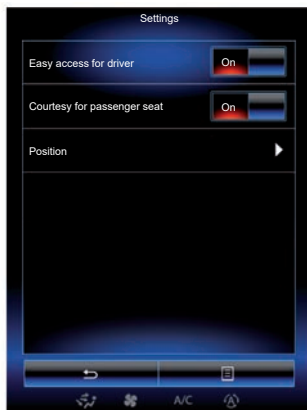 Settings
Easy access for driver On
Courtesy for passenger seat On
Position
A/C